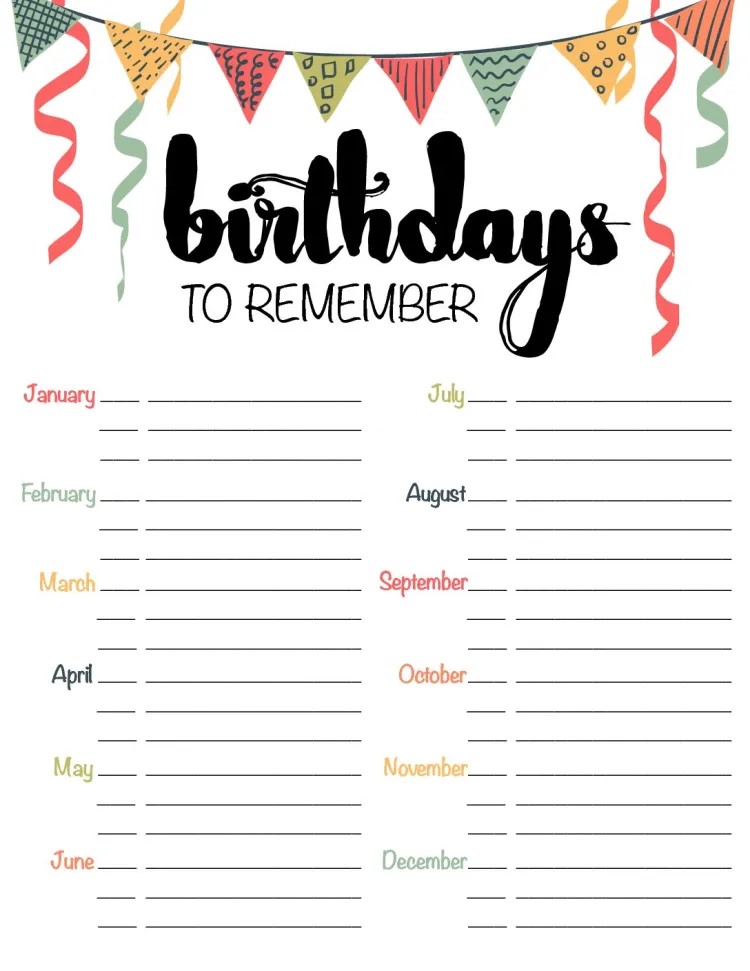 birthdays
TO REMEMBER
January
February
March
April
May
June
July
August
September
October
November
December